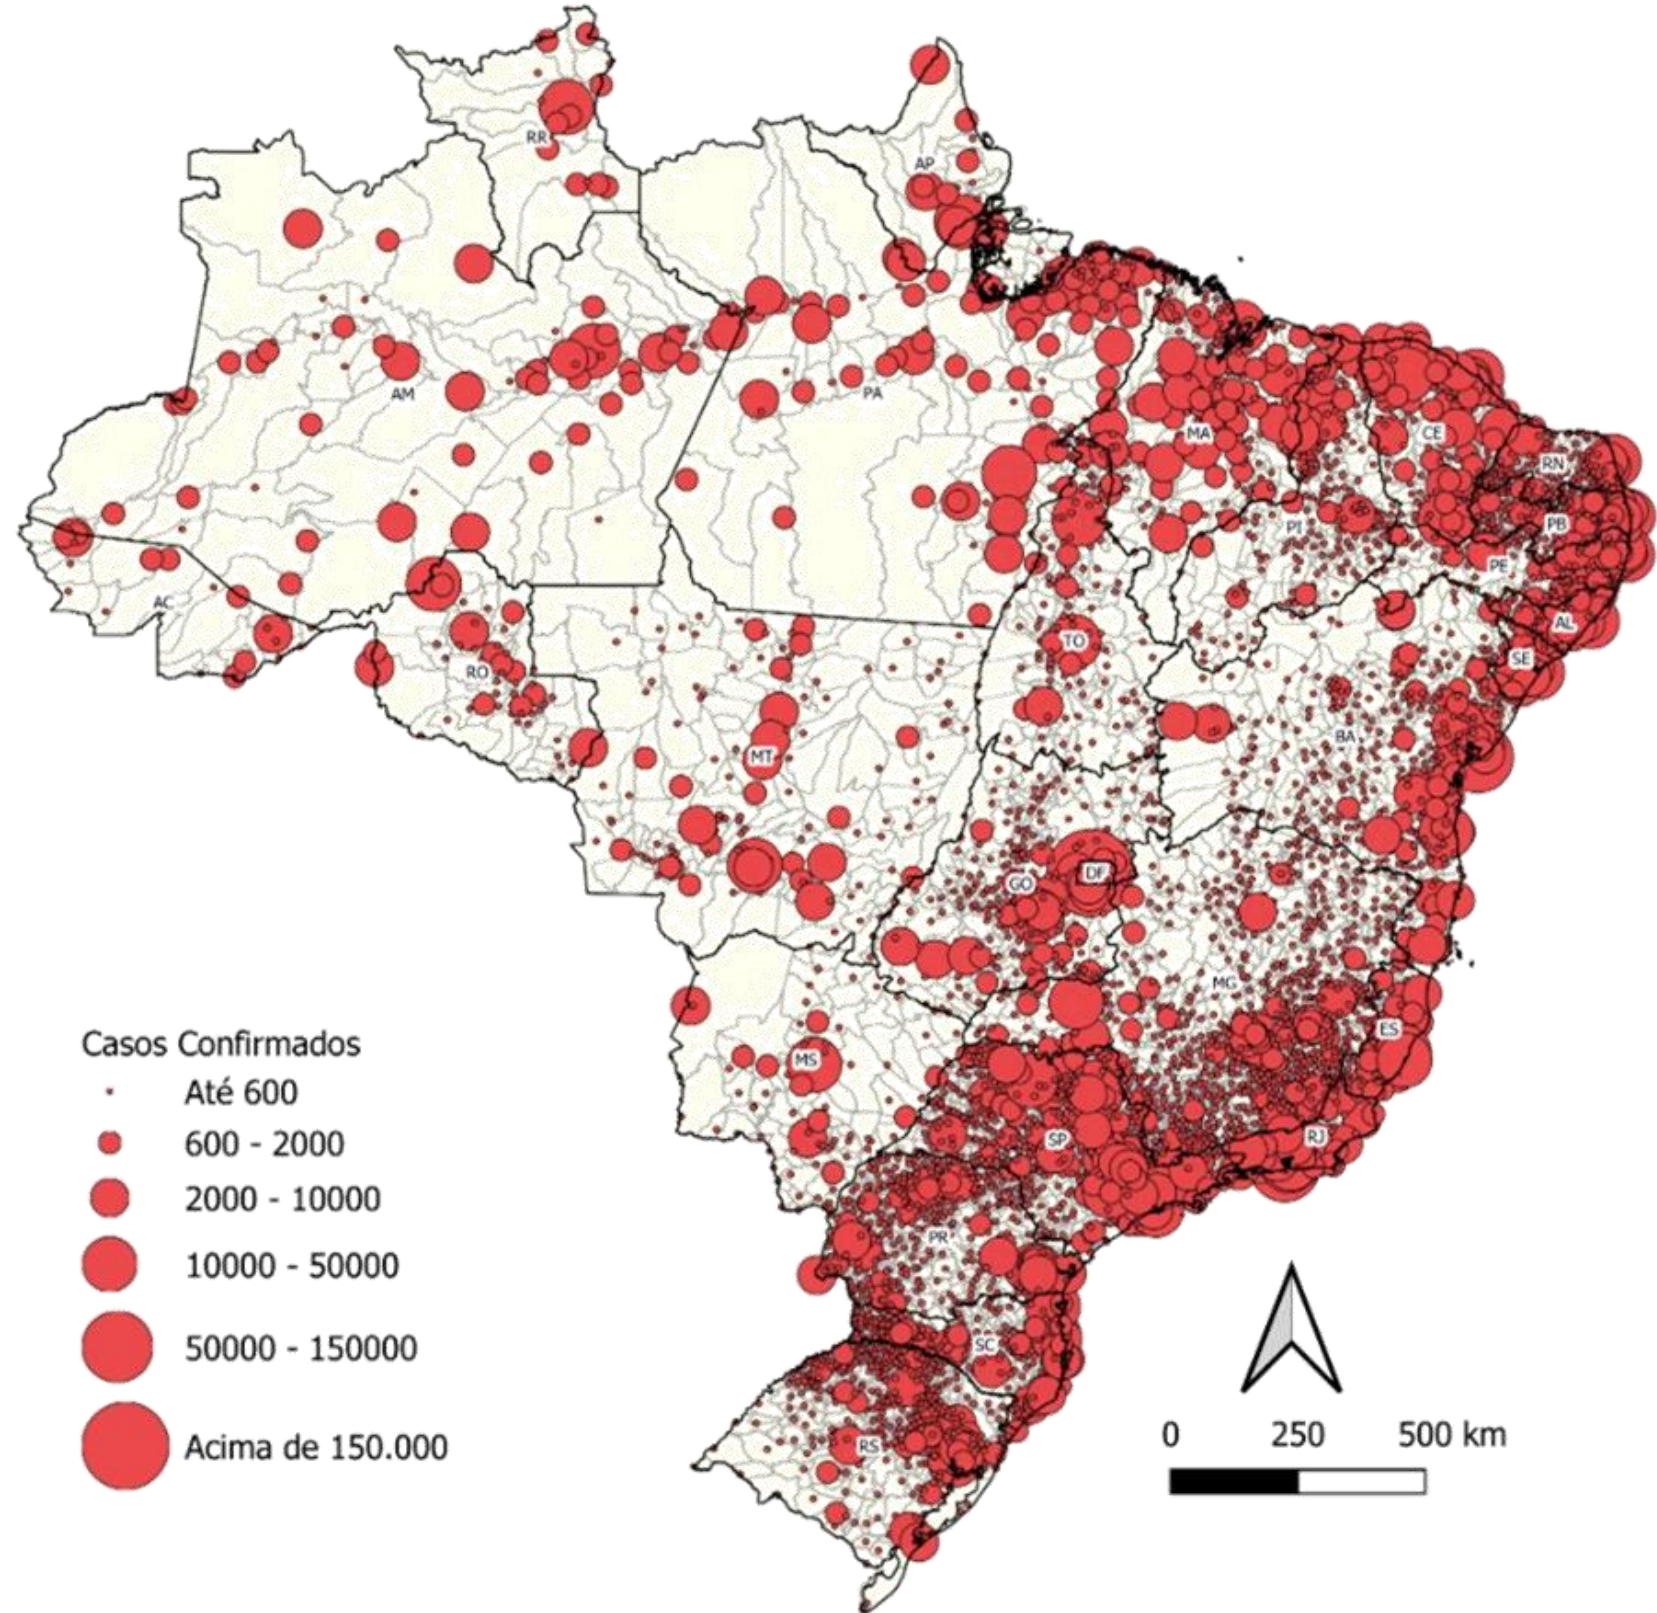 RR
AP
AM
PA
MA
CE
RN
PB
PI
PE
AC
AL
TO
SE
RO
BA
MT
DF
GO
MG
ES
MS
RJ
SP
PR
SC
RS
Casos Confirmados
Até 600
600 - 2000
2000 - 10000
10000 - 50000
50000 - 150000
Acima de 150.000
0 250 500 km